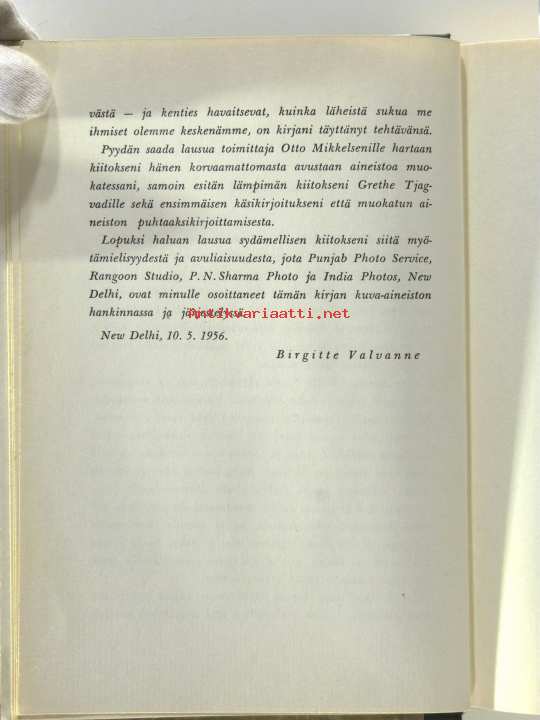 västä — ja kenties havaitsevat, kuinka läheistä sukua me
ihmiset olemme keskenämme, on kirjani täyttänyt tehtävänsä.
Pyydän saada lausua toimittaja Otto Mikkelsenille hartaan
kiitokseni hänen korvaamattomasta avustaan aineistoa muo-
katessani, samoin esitän lämpimän kiitokseni Grethe Tjag-
vadille sekä ensimmäisen käsikirjoitukseni että muokatun ai-
neiston puhtaaksikirjoittamisesta.
Lopuksi haluan lausua sydämellisen kiitokseni siitä myö-
tämielisyydestä ja avuliaisuudesta, jota Punjab Photo Service,
Rangoon Studio, P. N. Sharma Photo ja India Photos, New
Delhi, ovat minulle osoittaneet tämän kirjan kuva-aineiston
hankinnassa ja
Antikvariaatti.net
New Delhi, 10. 5. 1956.
Birgitte Valvanne